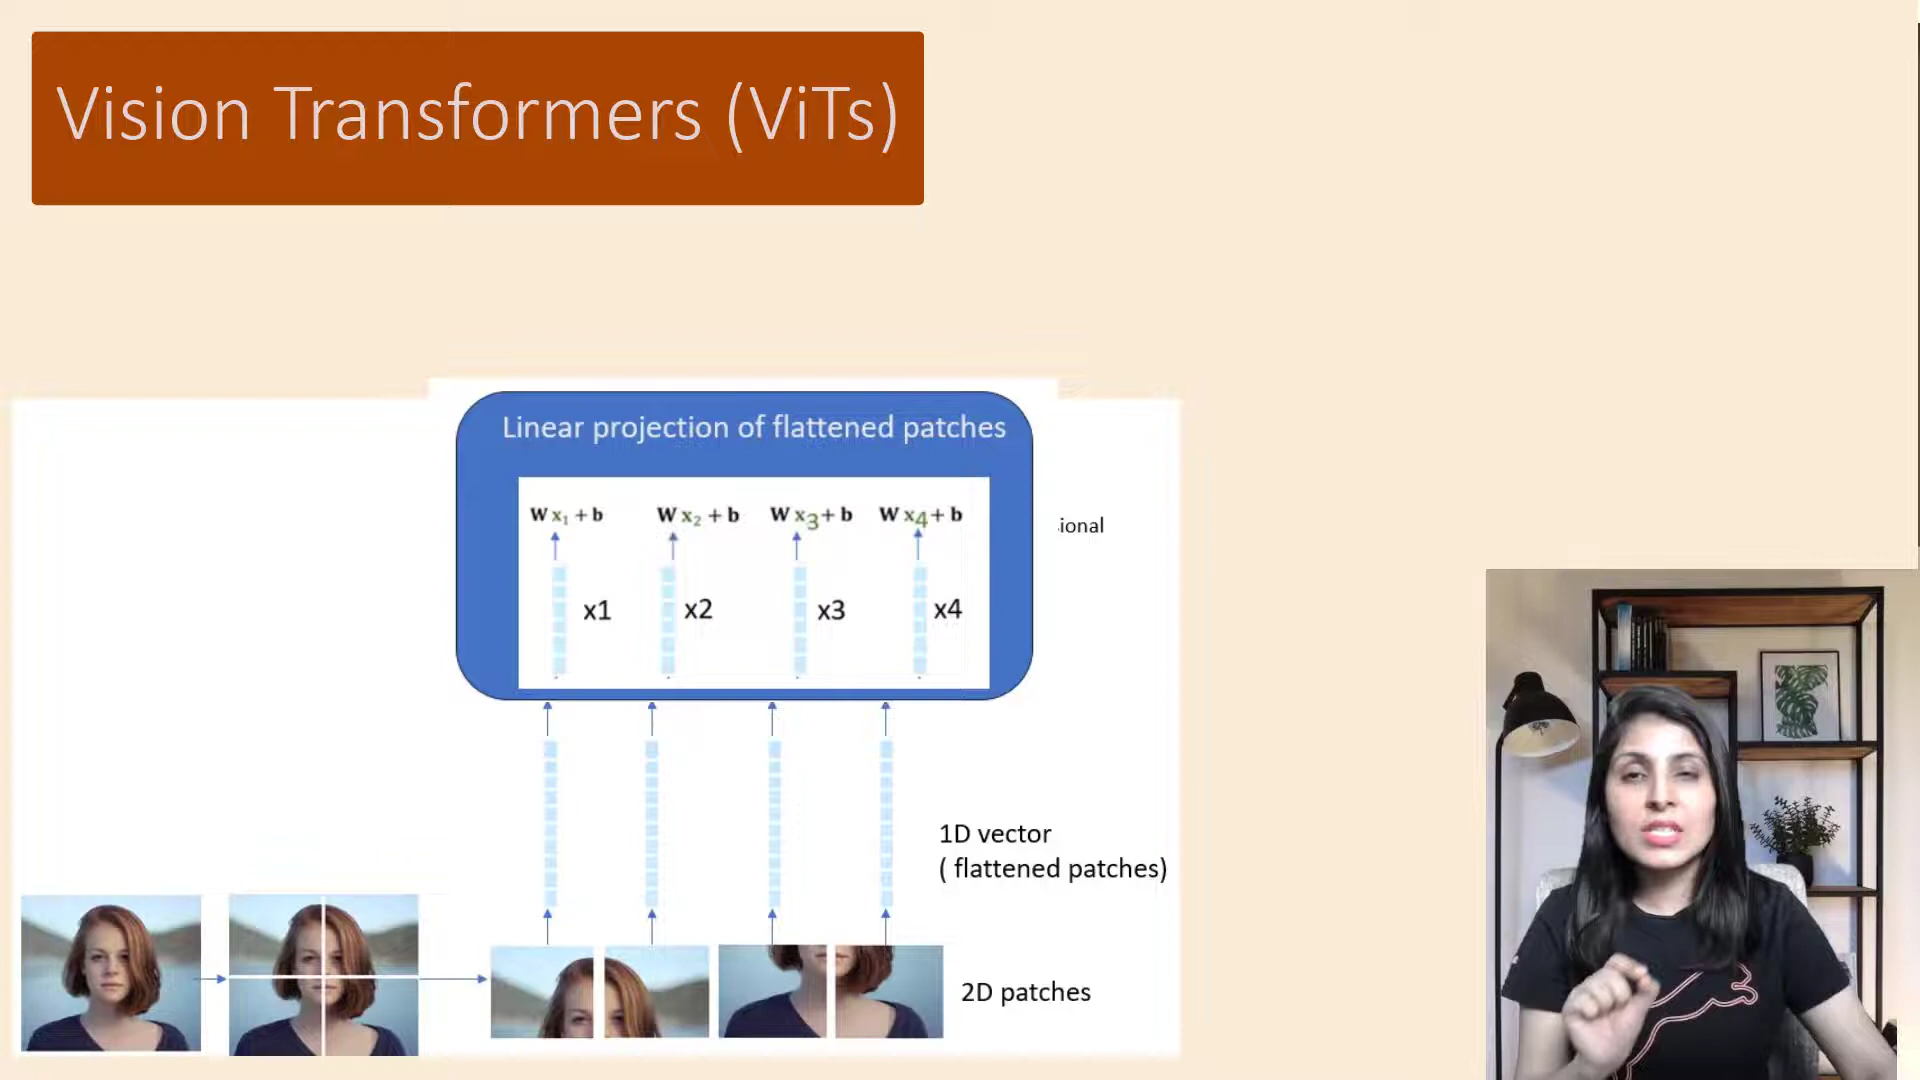 Vision Transformers (ViTs)
Linear projection of flattened patches
W x₁ + b W x₂ + b W x3 + b W x4 + b
ional
x1 x2 x3 x4
1D vector
( flattened patches)
2D patches